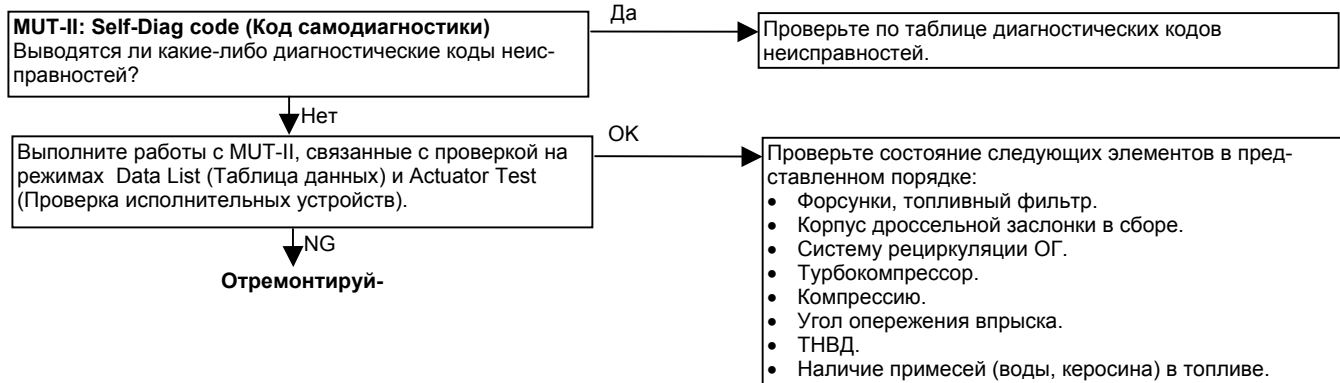 MUT-II: Self-Diag code (Код самодиагностики)
Выводятся ли какие-либо диагностические коды неис-
правностей?
Да
Проверьте по таблице диагностических кодов
неисправностей.
Нет
Выполните работы с MUT-II, связанные с проверкой на
режимах Data List (Таблица данных) и Actuator Test
(Проверка исполнительных устройств).
OK
Проверьте состояние следующих элементов в пред-
ставленном порядке:
• Форсунки, топливный фильтр.
• Корпус дроссельной заслонки в сборе.
• Систему рециркуляции ОГ.
• Турбокомпрессор.
• Компрессию.
• Угол опережения впрыска.
• ТНВД.
• Наличие примесей (воды, керосина) в топливе.
NG
Отремонтируй-